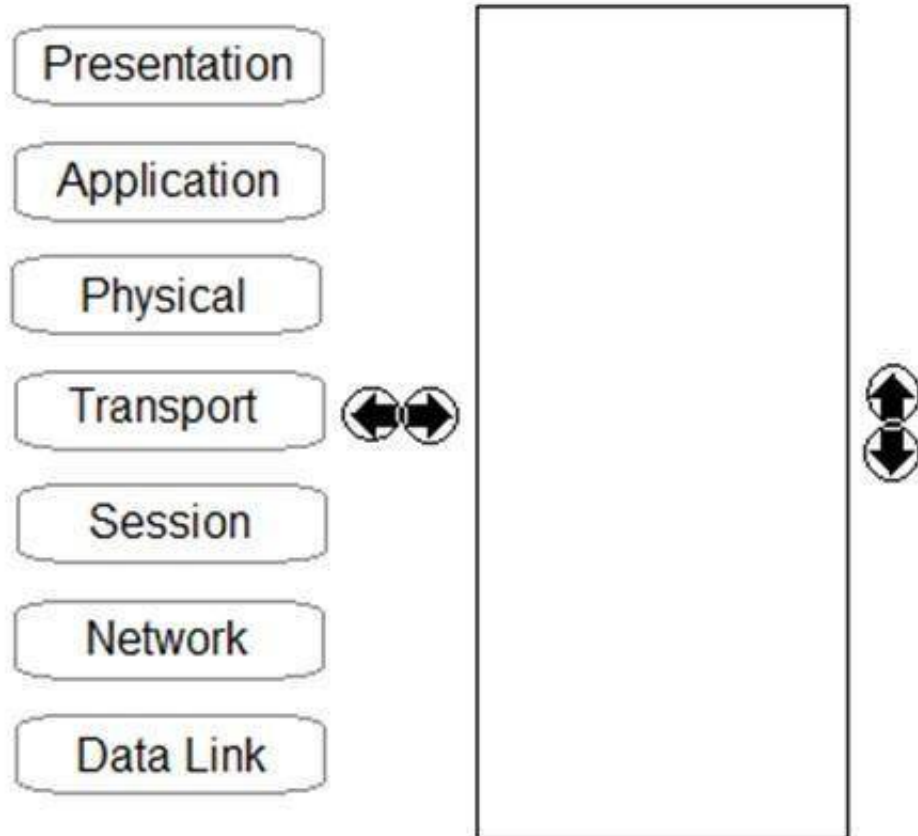 Presentation
Application
Physical
Transport
Session
Network
Data Link